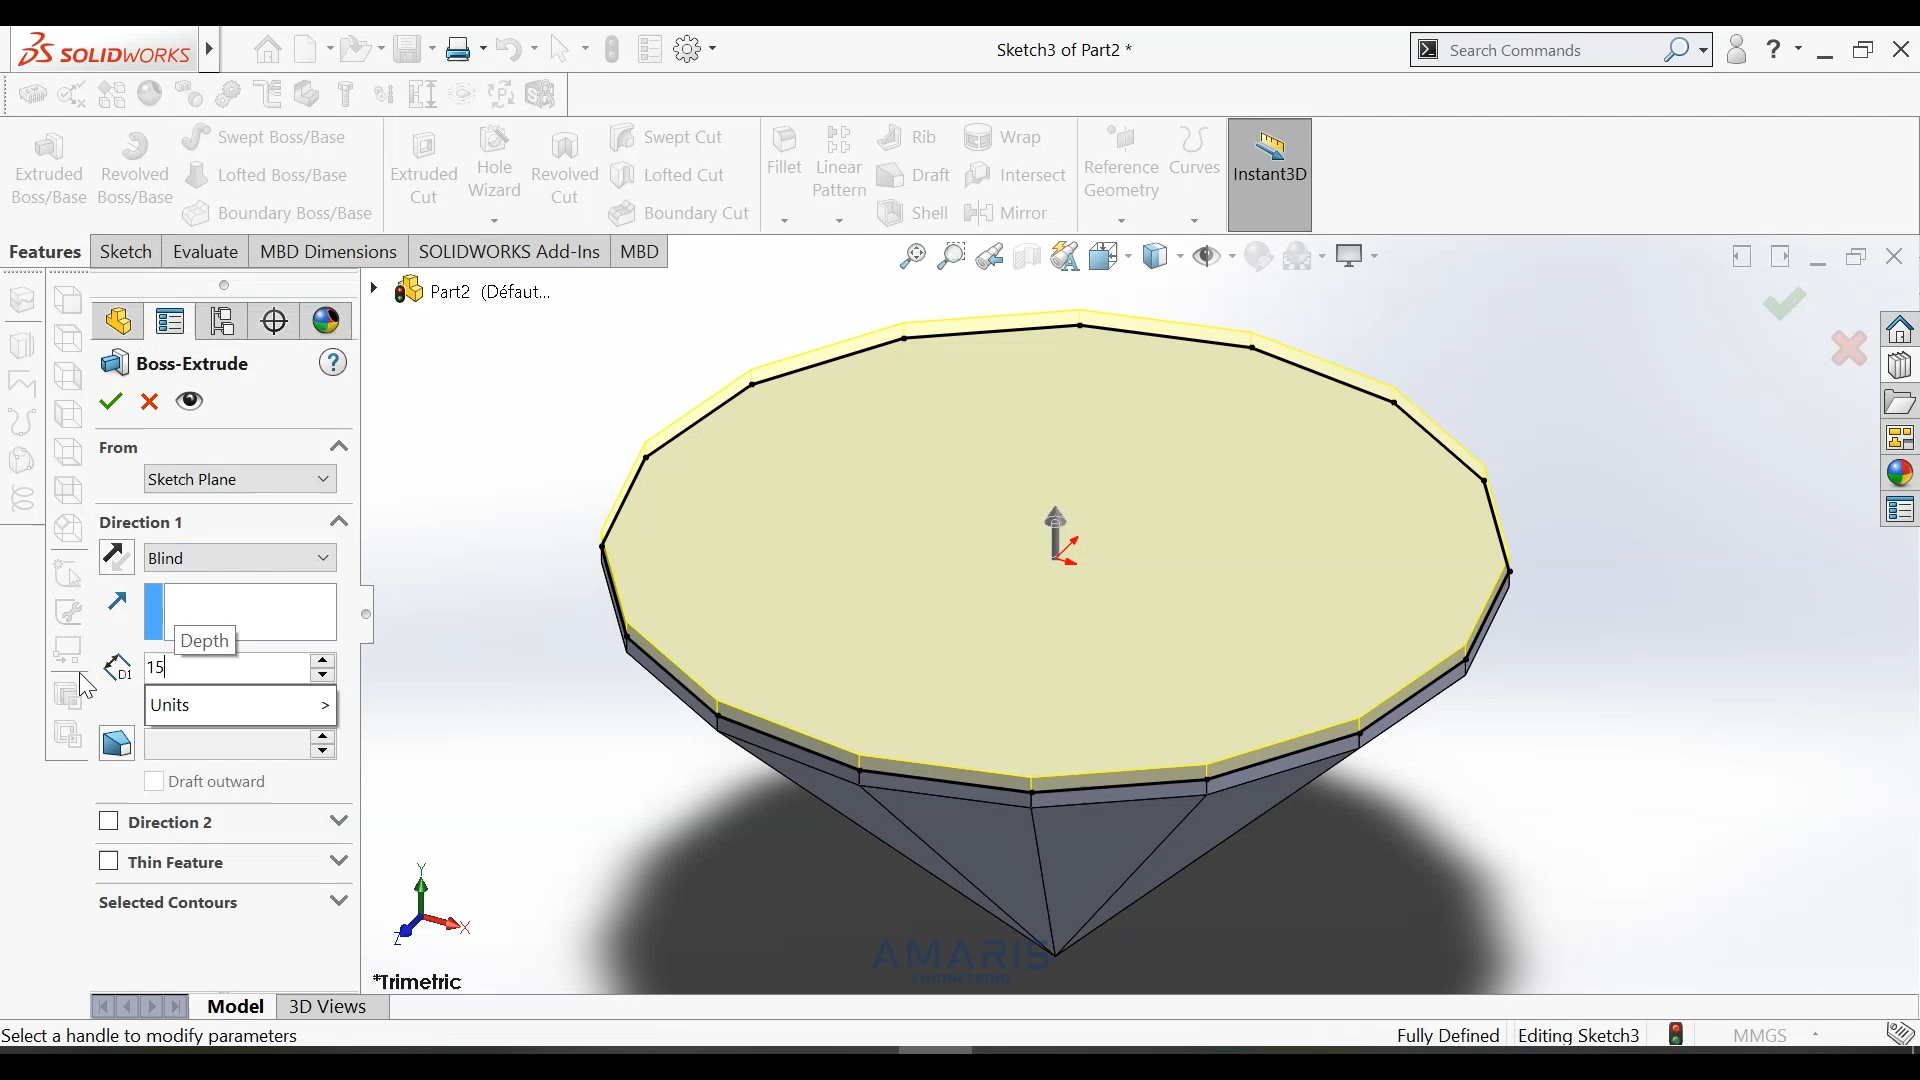 SOLIDWORKS
Sketch3 of Part2 *
Search Commands
?
Extruded Boss/Base
Revolved Boss/Base
Swept Boss/Base
Lofted Boss/Base
Boundary Boss/Base
Extruded Cut
Hole Wizard
Revolved Cut
Swept Cut
Lofted Cut
Boundary Cut
Fillet
Linear Pattern
Rib
Draft
Shell
Wrap
Intersect
Mirror
Reference Geometry
Curves
Instant3D
Features
Sketch
Evaluate
MBD Dimensions
SOLIDWORKS Add-Ins
MBD
Part2 (Défaut...
Boss-Extrude
?
From
Sketch Plane
Direction 1
Blind
Depth
D1
15
Units >
Draft outward
Direction 2
Thin Feature
Selected Contours
Y
X
Z
*Trimetric
AMARIS
ENGINEERING
Model
3D Views
Select a handle to modify parameters
Fully Defined
Editing Sketch3
MMGS